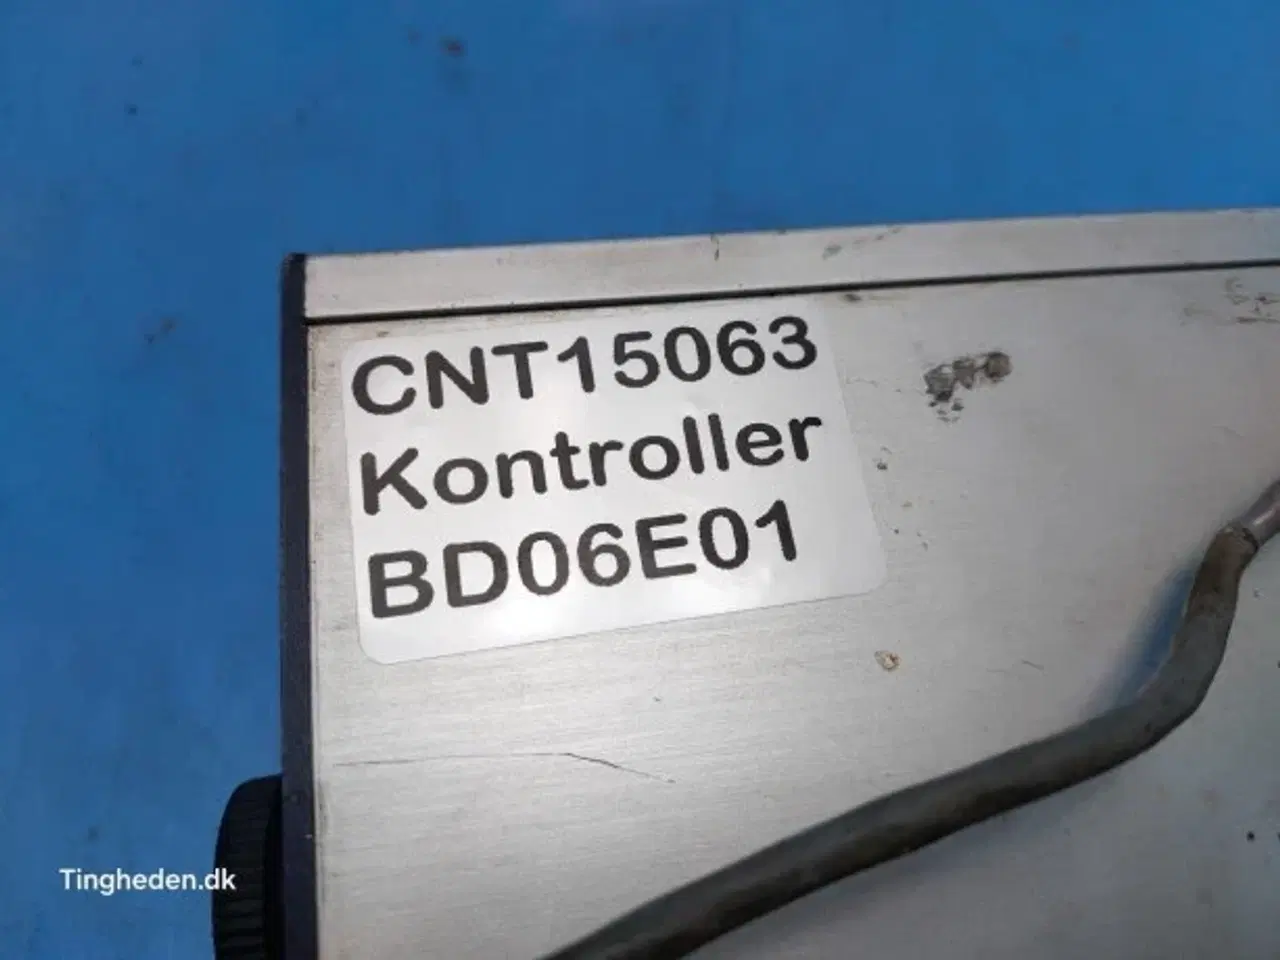 CNT15063
Kontroller
BD06E01
Tingheden.dk